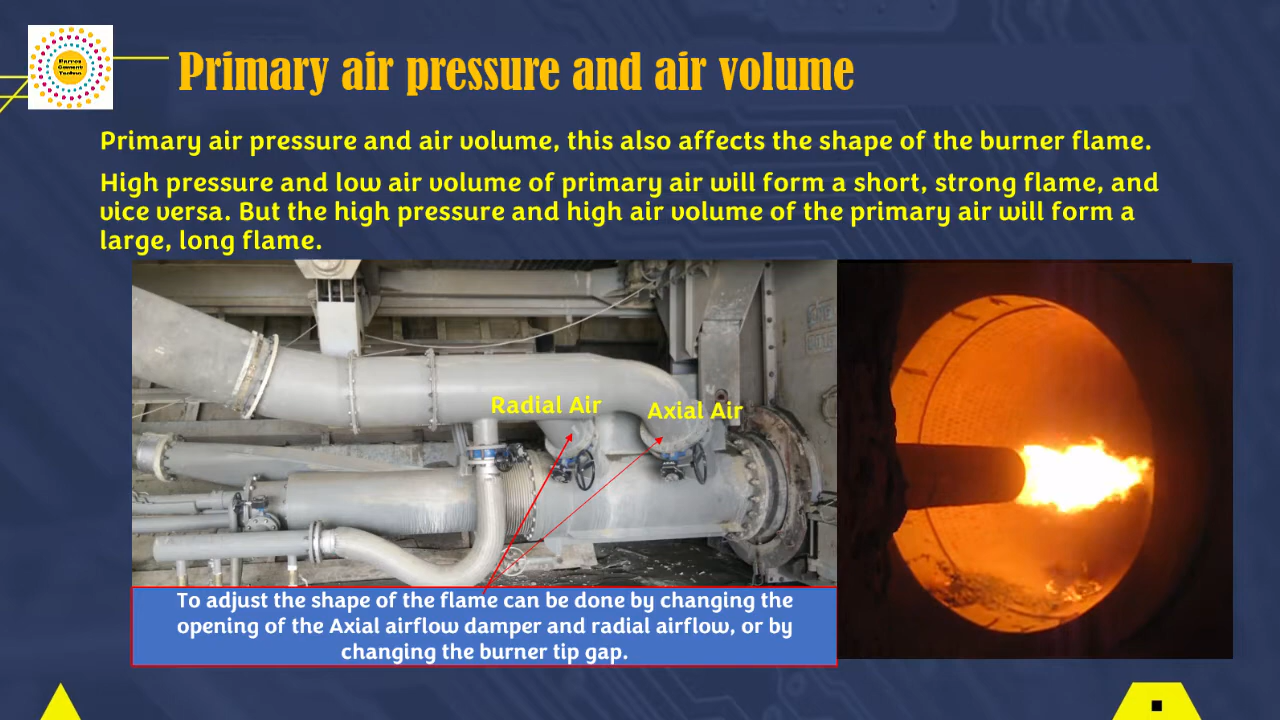 Primary air pressure and air volume
Primary air pressure and air volume, this also affects the shape of the burner flame.
High pressure and low air volume of primary air will form a short, strong flame, and
vice versa. But the high pressure and high air volume of the primary air will form a
large, long flame.
Radial Air
Axial Air
To adjust the shape of the flame can be done by changing the
opening of the Axial airflow damper and radial airflow, or by
changing the burner tip gap.